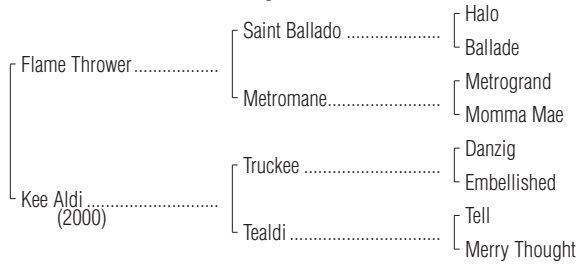 Halo
Saint Ballado ....................
Ballade
Flame Thrower ..................
Metrogrand
Metromane........................
Momma Mae
Danzig
Truckee .............................
Embellished
Kee Aldi ............................
(2000)
Tell
Tealdi ................................
Merry Thought